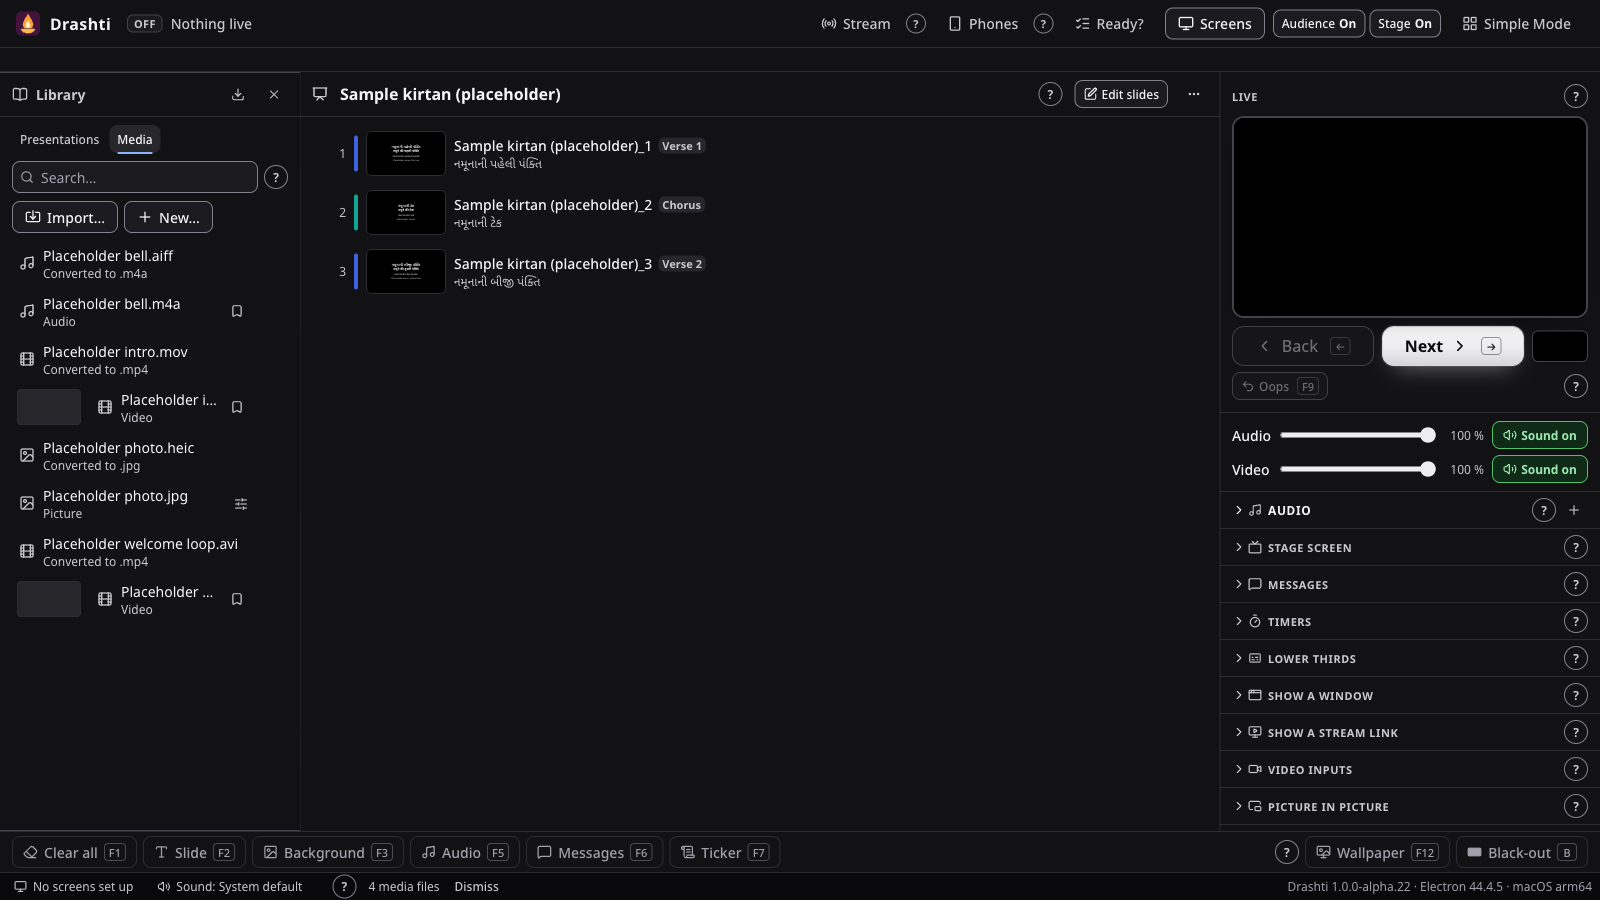 Drashti OFF Nothing live Stream ? Phones ? Ready? Screens Audience On Stage On Simple Mode
Library
Presentations Media
Search... ?
Import... New...
Placeholder bell.aiff
Converted to .m4a
Placeholder bell.m4a
Audio
Placeholder intro.mov
Converted to .mp4
Placeholder i...
Video
Placeholder photo.heic
Converted to .jpg
Placeholder photo.jpg
Picture
Placeholder welcome loop.avi
Converted to .mp4
Placeholder ...
Video
Sample kirtan (placeholder) ? Edit slides ...
1 Sample kirtan (placeholder)_1 Verse 1
નમૂનાની પહેલી પંક્તિ
2 Sample kirtan (placeholder)_2 Chorus
નમૂનાની ટેક
3 Sample kirtan (placeholder)_3 Verse 2
નમૂનાની બીજી પંક્તિ
LIVE ?
Back ← Next →
Oops F9 ?
Audio 100 % Sound on
Video 100 % Sound on
AUDIO ? +
STAGE SCREEN ?
MESSAGES ?
TIMERS ?
LOWER THIRDS ?
SHOW A WINDOW ?
SHOW A STREAM LINK ?
VIDEO INPUTS ?
PICTURE IN PICTURE ?
Clear all F1 Slide F2 Background F3 Audio F5 Messages F6 Ticker F7 ? Wallpaper F12 Black-out B
No screens set up Sound: System default ? 4 media files Dismiss Drashti 1.0.0-alpha.22 · Electron 44.4.5 · macOS arm64